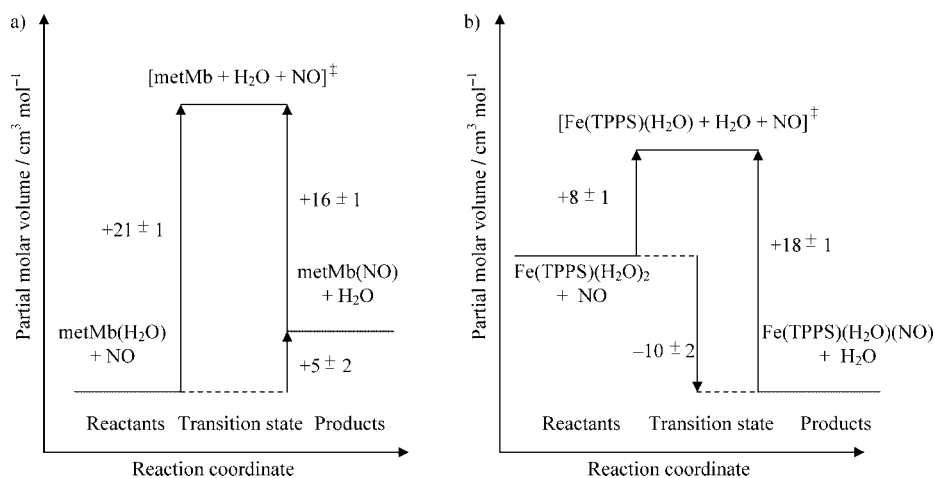 a)
Partial molar volume / cm³ mol⁻¹
[metMb + H₂O + NO]‡
+21 ± 1
+16 ± 1
metMb(NO)
+ H₂O
metMb(H₂O)
+ NO
+5 ± 2
Reactants Transition state Products
Reaction coordinate
b)
Partial molar volume / cm³ mol⁻¹
[Fe(TPPS)(H₂O) + H₂O + NO]‡
+8 ± 1
+18 ± 1
Fe(TPPS)(H₂O)₂
+ NO
−10 ± 2
Fe(TPPS)(H₂O)(NO)
+ H₂O
Reactants Transition state Products
Reaction coordinate